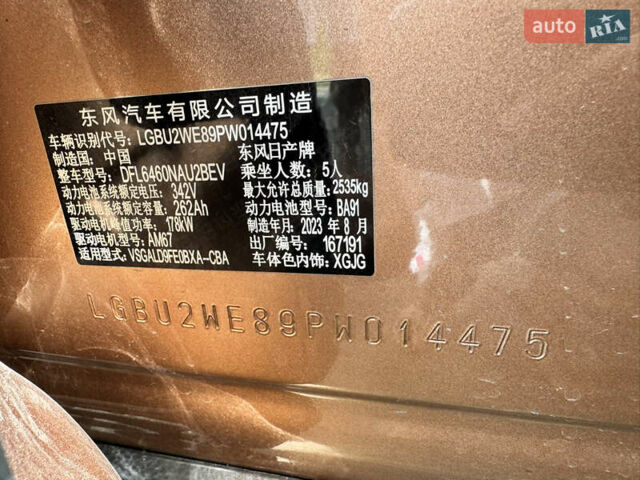 auto RIA.com
东风汽车有限公司制造
车辆识别代号: LGBU2WE89PW014475
制造国: 中国 东风日产牌
整车型号: DFL6460NAU2BEV 乘坐人数: 5人
动力电池系统额定电压: 342V 最大允许总质量: 2535kg
动力电池系统额定容量: 262Ah 动力电池型号: BA91
驱动电机峰值功率: 178kW 制造年月: 2023 年 8 月
驱动电机型号: AM67 出厂编号: 167191
适用型式: VSGALD9FE0BXA-CBA 车体色内饰: XGJG
LGBU2WE89PW014475